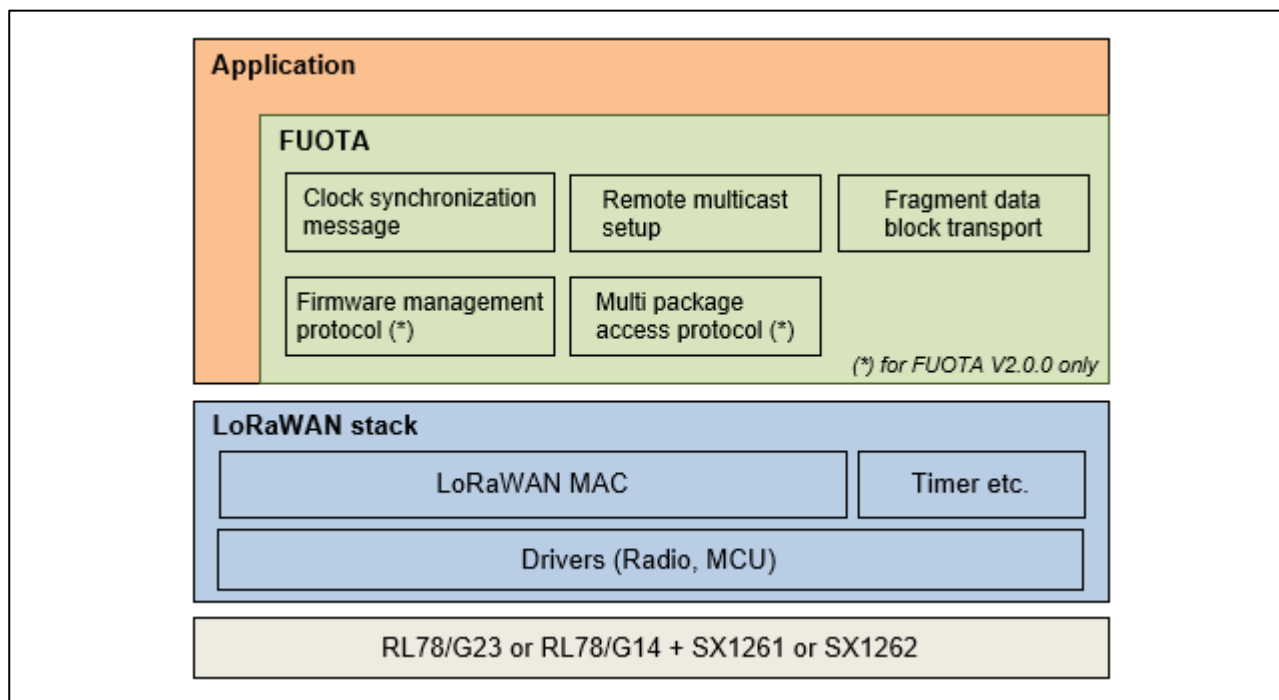 Application
FUOTA
Clock synchronization
message
Remote multicast
setup
Fragment data
block transport
Firmware management
protocol (*)
Multi package
access protocol (*)
(*) for FUOTA V2.0.0 only
LoRaWAN stack
LoRaWAN MAC
Timer etc.
Drivers (Radio, MCU)
RL78/G23 or RL78/G14 + SX1261 or SX1262